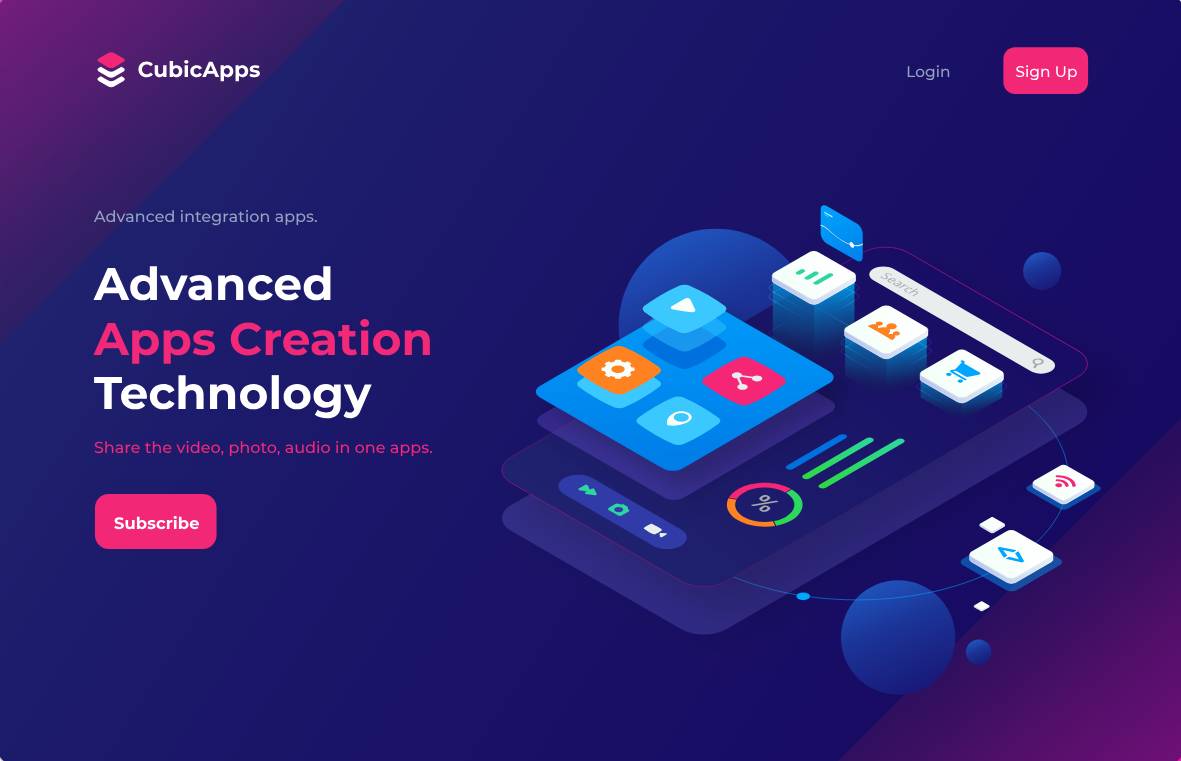 CubicApps
Login
Sign Up
Advanced integration apps.
Advanced
Apps Creation
Technology
Share the video, photo, audio in one apps.
Subscribe
Search
%